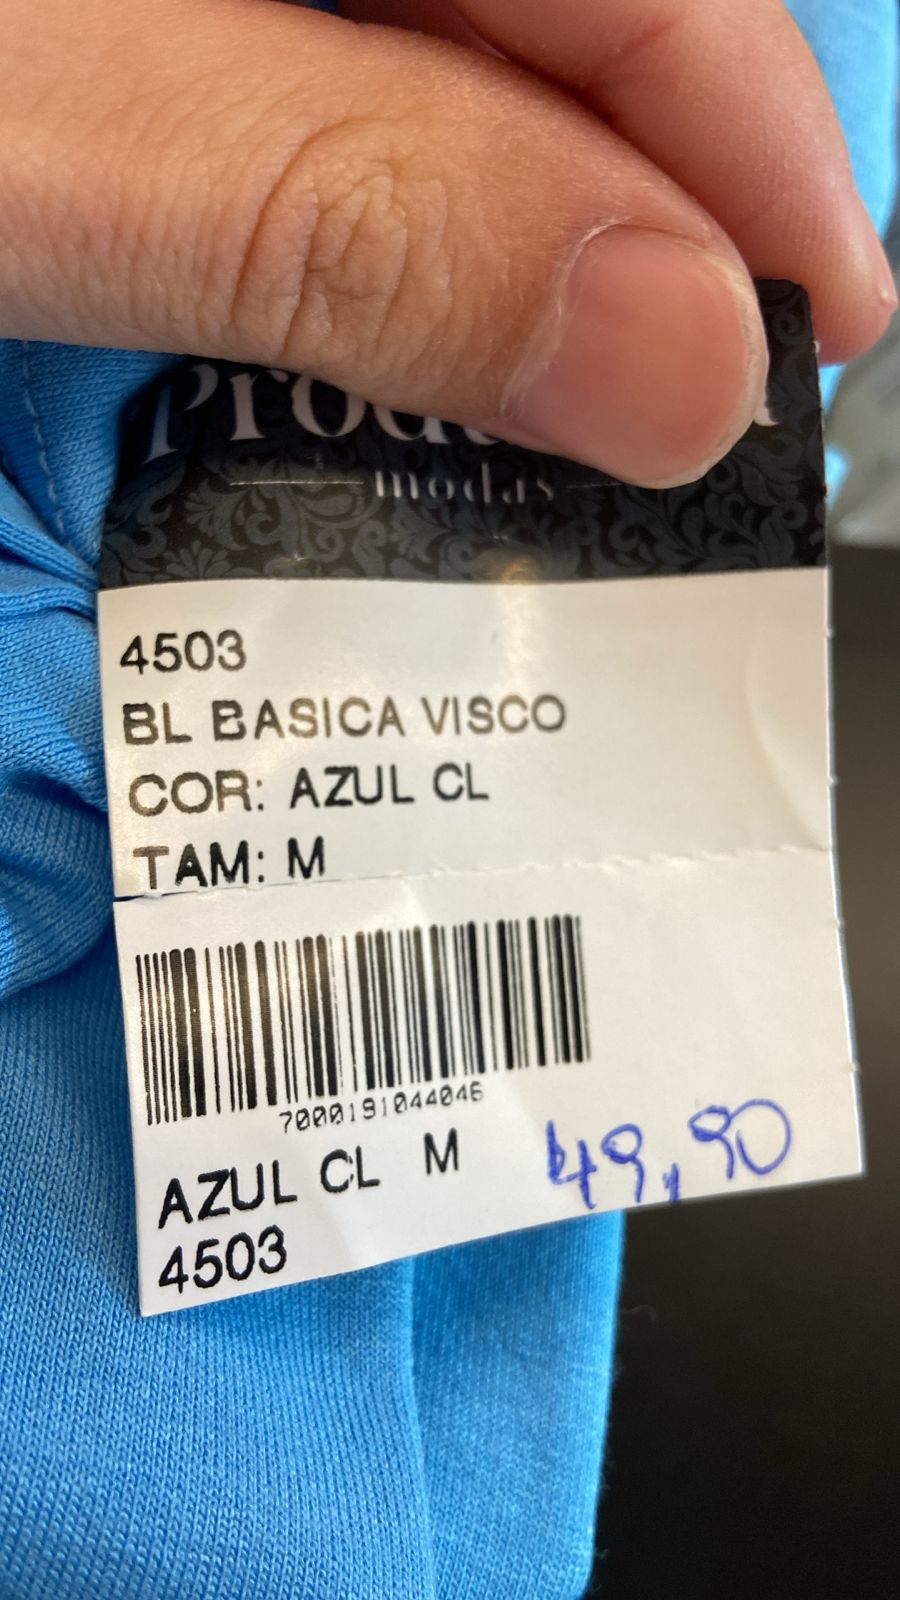 modas
4503
BL BASICA VISCO
COR: AZUL CL
TAM: M
7000191044046
AZUL CL M
49,90
4503